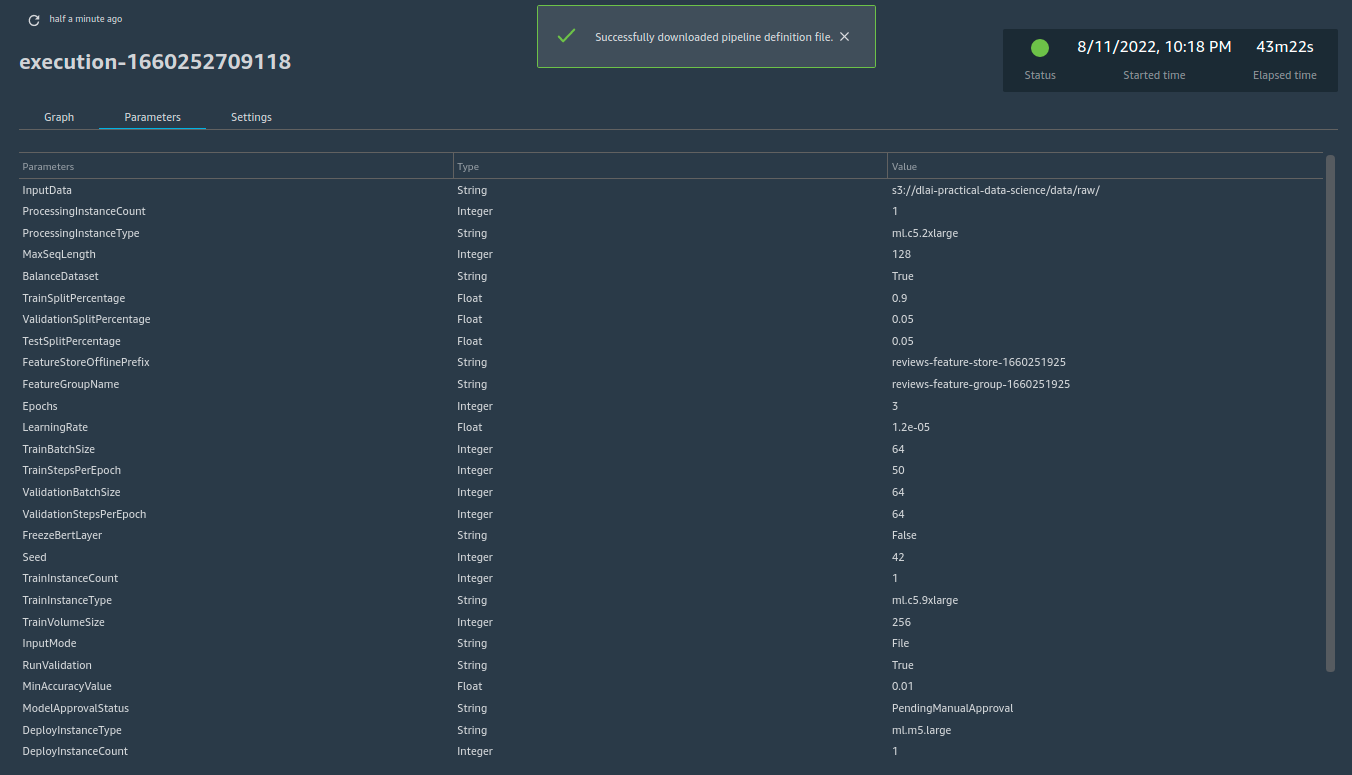 half a minute ago
Successfully downloaded pipeline definition file.
execution-1660252709118
8/11/2022, 10:18 PM 43m22s
Status Started time Elapsed time
Graph Parameters Settings
Parameters Type Value
InputData String s3://dlai-practical-data-science/data/raw/
ProcessingInstanceCount Integer 1
ProcessingInstanceType String ml.c5.2xlarge
MaxSeqLength Integer 128
BalanceDataset String True
TrainSplitPercentage Float 0.9
ValidationSplitPercentage Float 0.05
TestSplitPercentage Float 0.05
FeatureStoreOfflinePrefix String reviews-feature-store-1660251925
FeatureGroupName String reviews-feature-group-1660251925
Epochs Integer 3
LearningRate Float 1.2e-05
TrainBatchSize Integer 64
TrainStepsPerEpoch Integer 50
ValidationBatchSize Integer 64
ValidationStepsPerEpoch Integer 64
FreezeBertLayer String False
Seed Integer 42
TrainInstanceCount Integer 1
TrainInstanceType String ml.c5.9xlarge
TrainVolumeSize Integer 256
InputMode String File
RunValidation String True
MinAccuracyValue Float 0.01
ModelApprovalStatus String PendingManualApproval
DeployInstanceType String ml.m5.large
DeployInstanceCount Integer 1